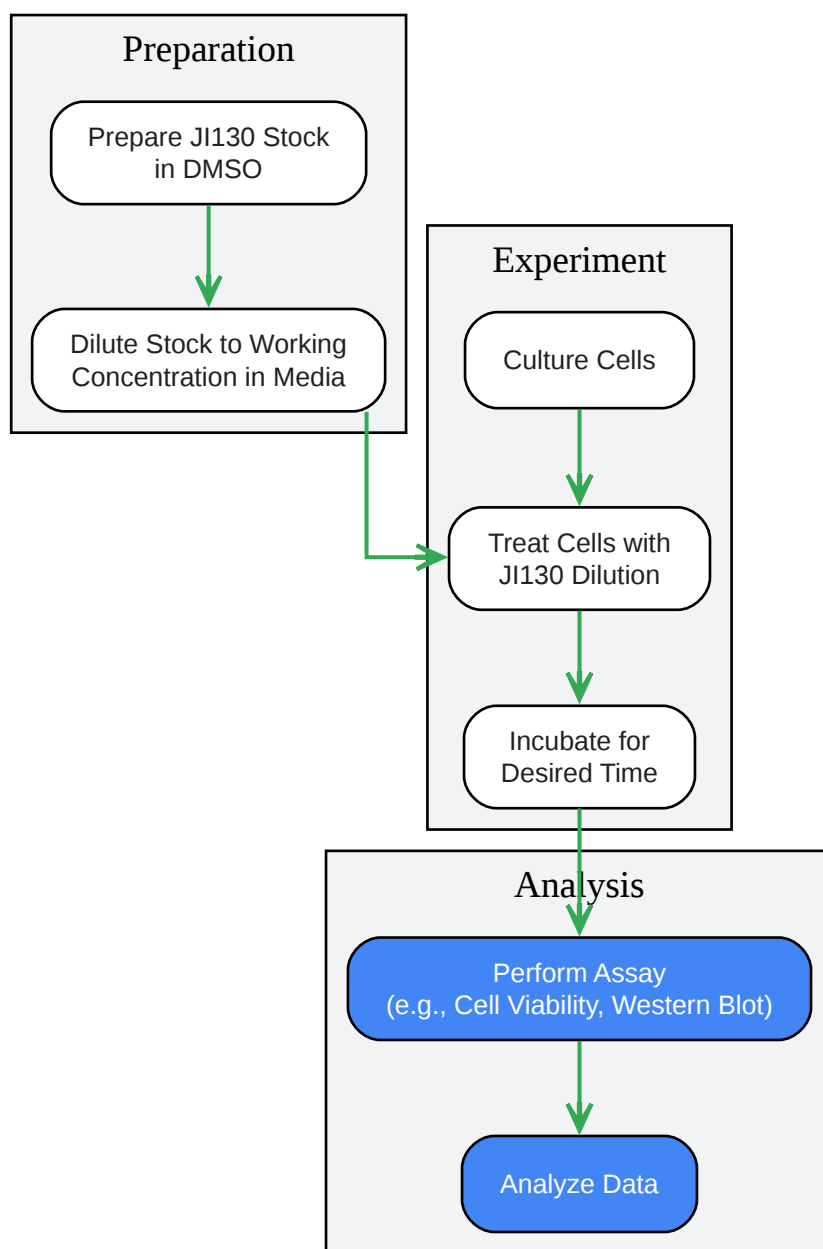 Preparation
Prepare JI130 Stock
in DMSO
Dilute Stock to Working
Concentration in Media
Experiment
Culture Cells
Treat Cells with
JI130 Dilution
Incubate for
Desired Time
Analysis
Perform Assay
(e.g., Cell Viability, Western Blot)
Analyze Data